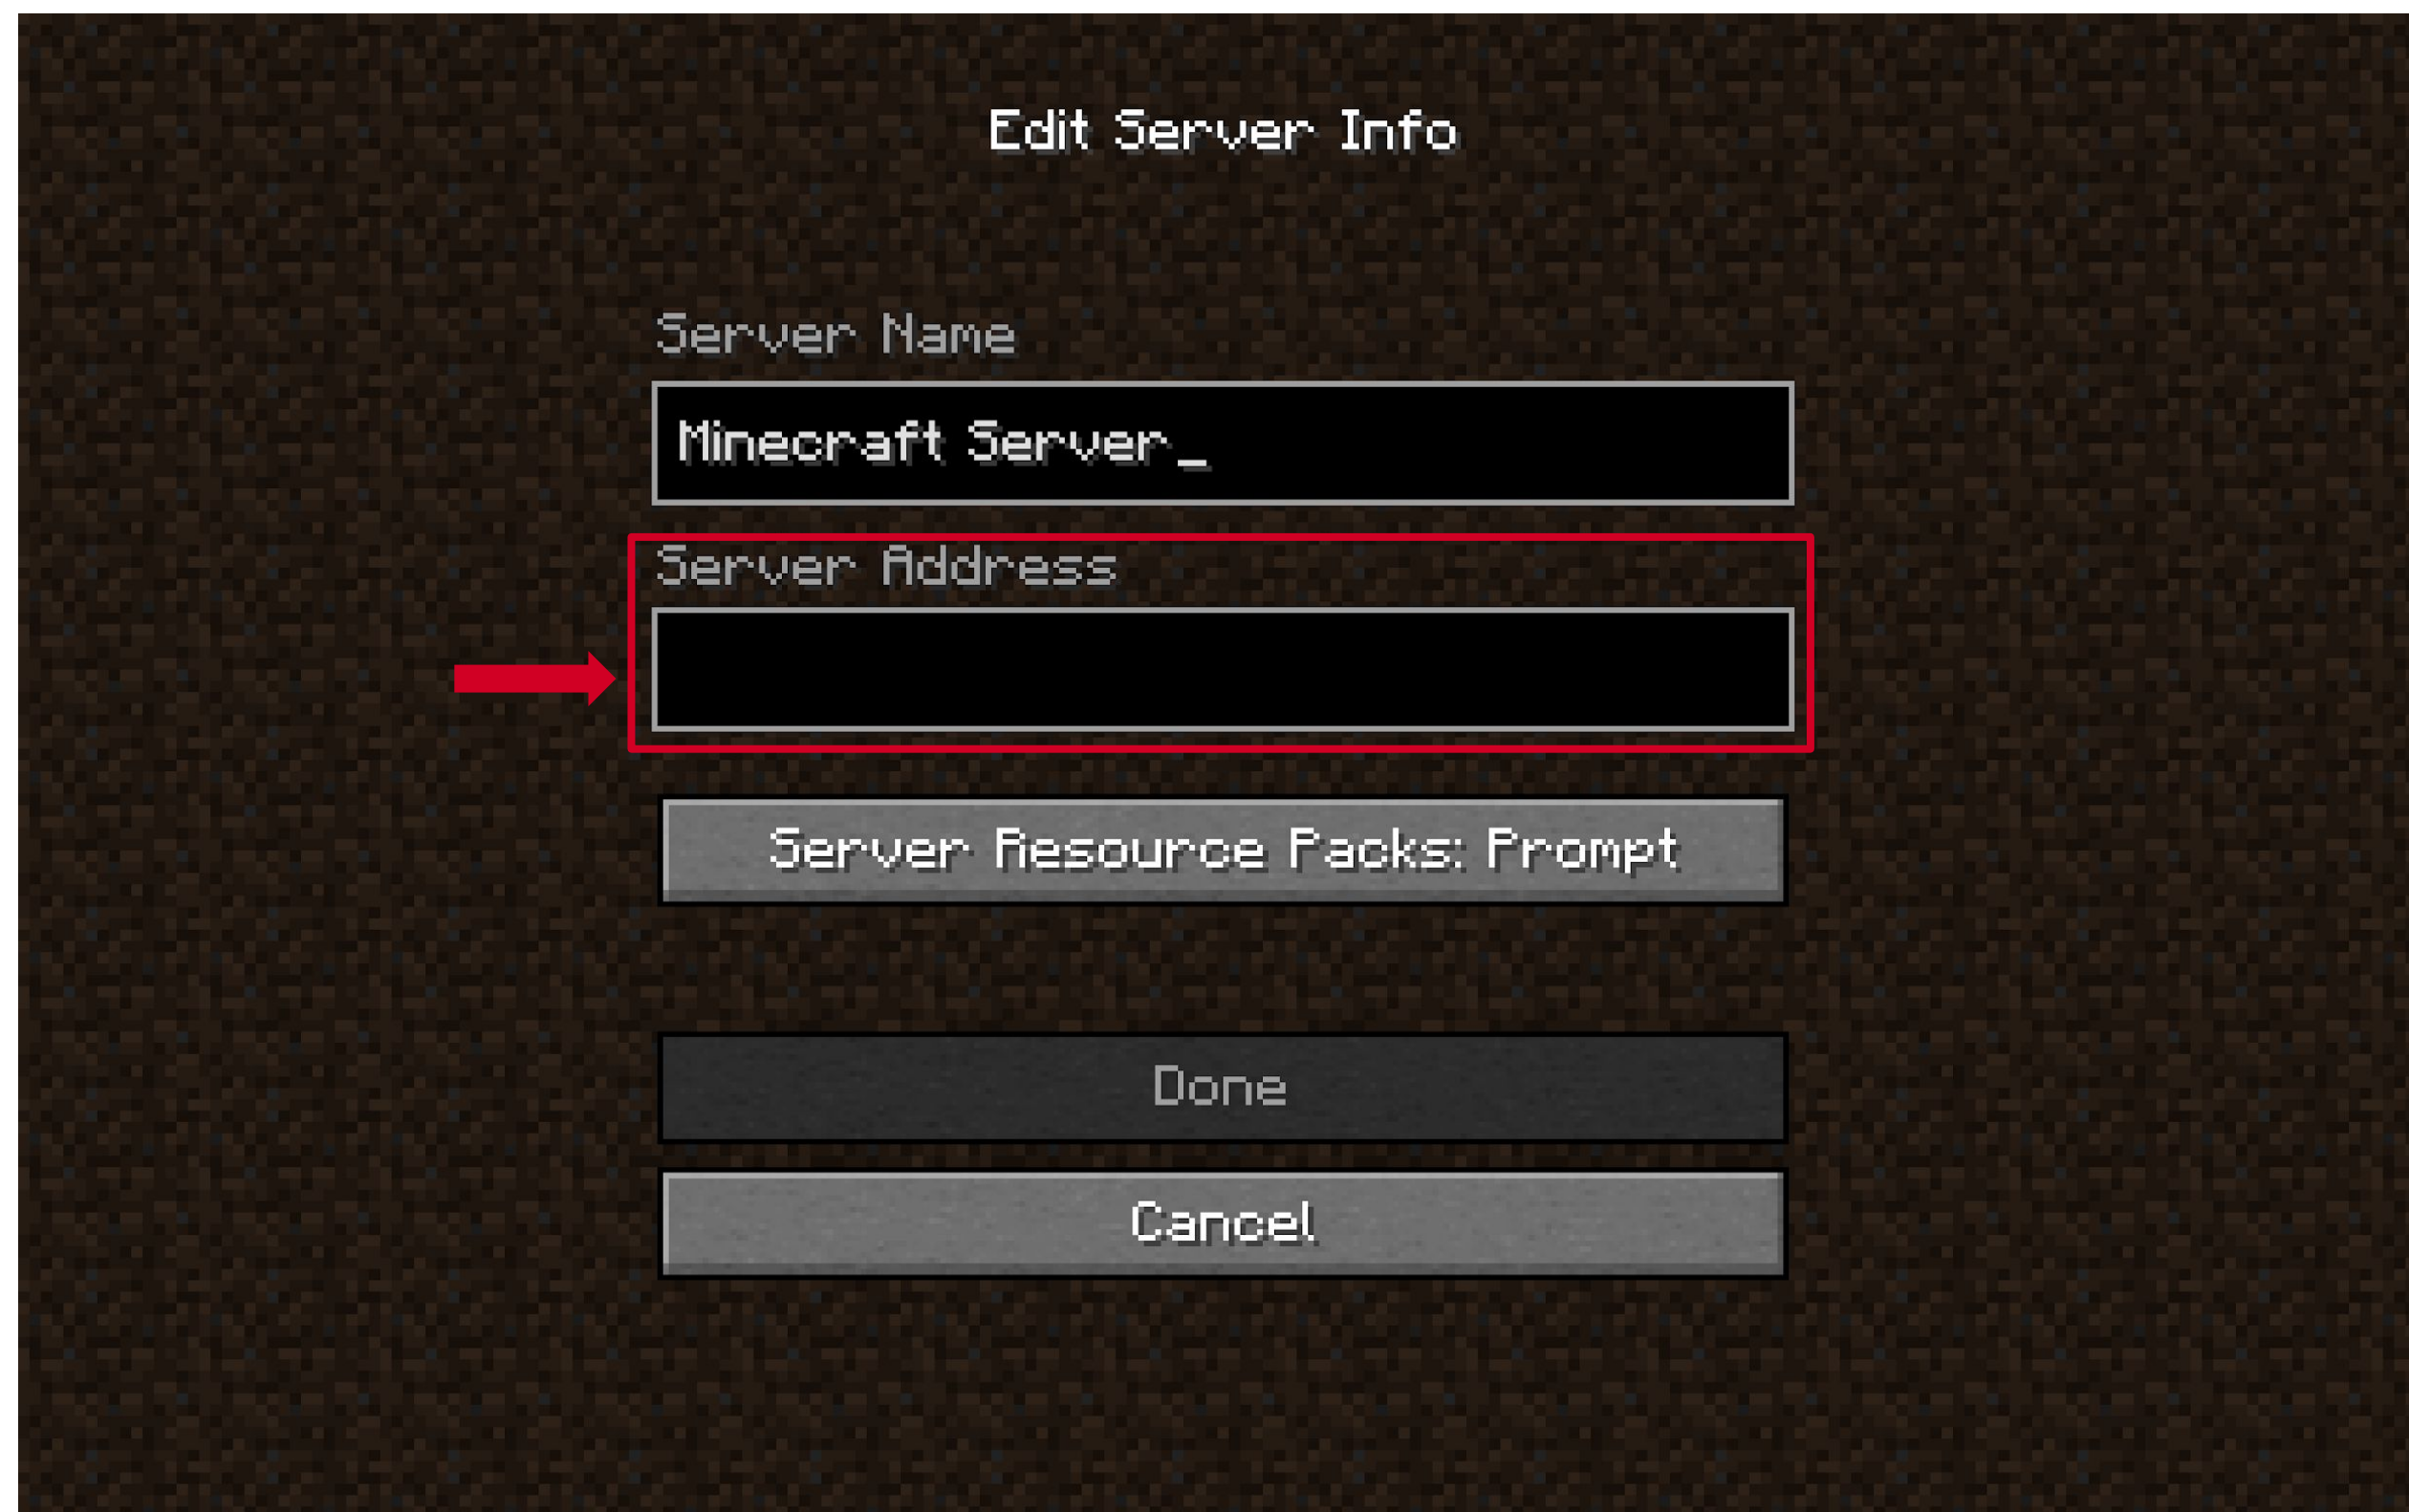 Edit Server Info
Server Name
Minecraft Server_
Server Address
Server Resource Packs: Prompt
Done
Cancel